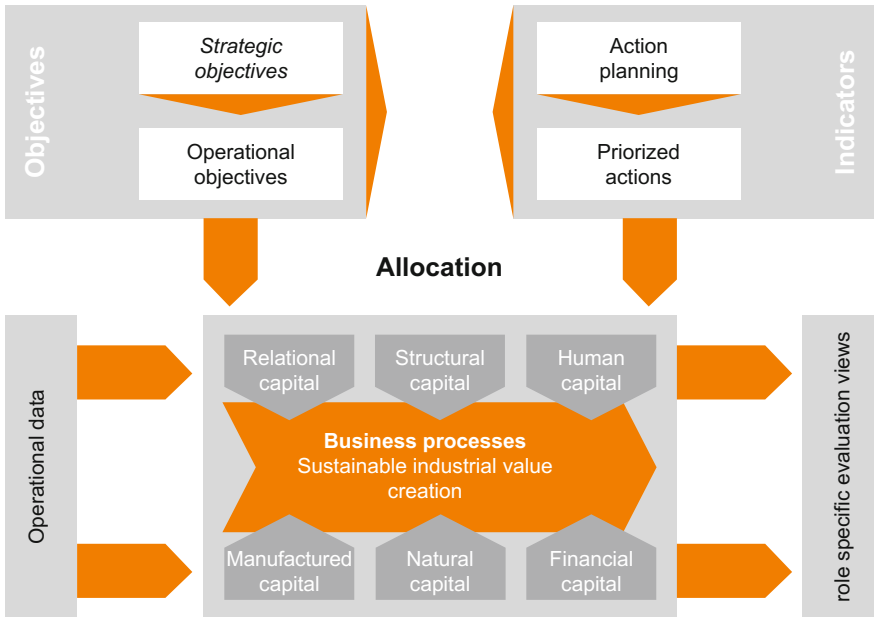 Objectives
Strategic
objectives
Operational
objectives
Action
planning
Priorized
actions
Indicators
Allocation
Operational data
Relational
capital
Structural
capital
Human
capital
Business processes
Sustainable industrial value
creation
Manufactured
capital
Natural
capital
Financial
capital
role specific evaluation views